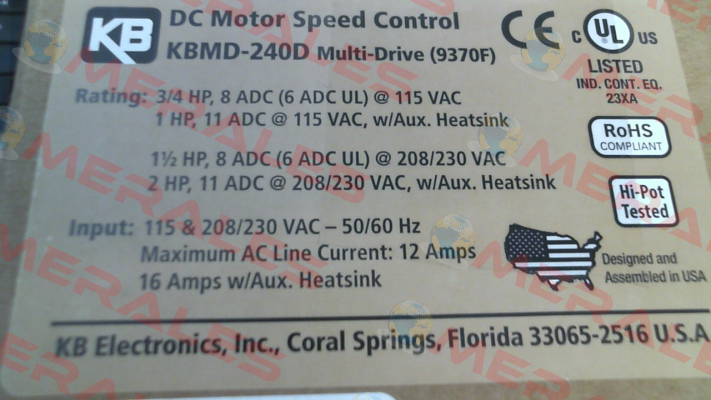 KB
DC Motor Speed Control
KBMD-240D Multi-Drive (9370F)
CE
C UL US
LISTED
IND. CONT. EQ.
23XA
Rating: 3/4 HP, 8 ADC (6 ADC UL) @ 115 VAC
1 HP, 11 ADC @ 115 VAC, w/Aux. Heatsink
1½ HP, 8 ADC (6 ADC UL) @ 208/230 VAC
2 HP, 11 ADC @ 208/230 VAC, w/Aux. Heatsink
RoHS
COMPLIANT
Hi-Pot
Tested
Input: 115 & 208/230 VAC – 50/60 Hz
Maximum AC Line Current: 12 Amps
16 Amps w/Aux. Heatsink
Designed and
Assembled in USA
KB Electronics, Inc., Coral Springs, Florida 33065-2516 U.S.A
MERALES